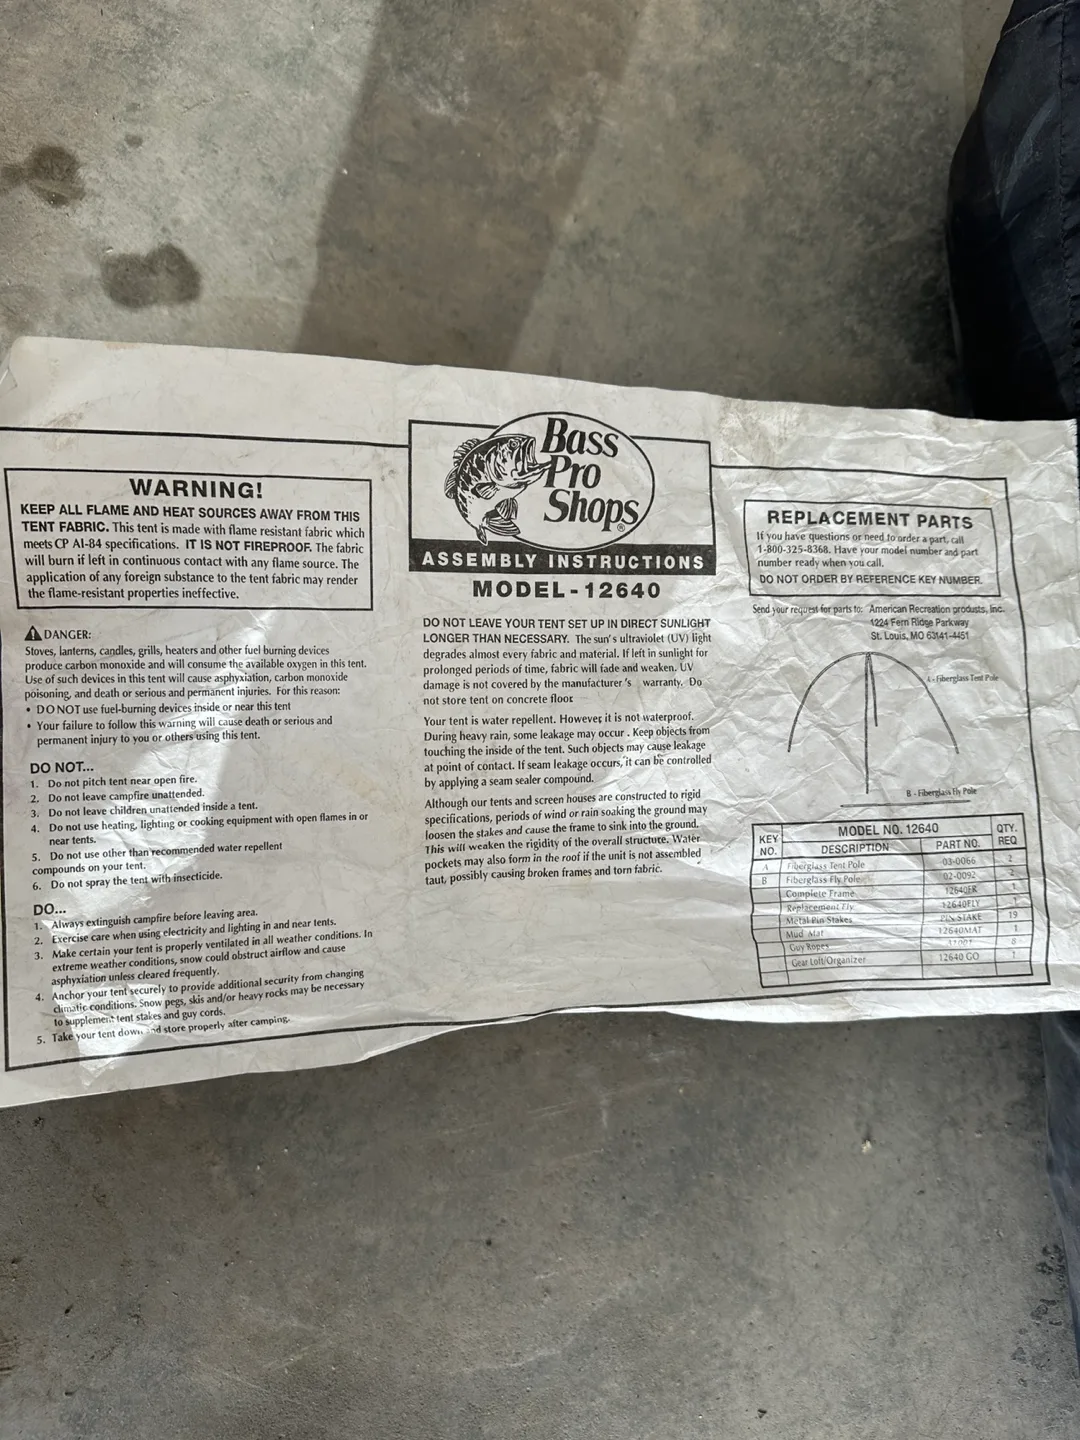 WARNING!
KEEP ALL FLAME AND HEAT SOURCES AWAY FROM THIS
TENT FABRIC. This tent is made with flame resistant fabric which
meets CP AI-84 specifications. IT IS NOT FIREPROOF. The fabric
will burn if left in continuous contact with any flame source. The
application of any foreign substance to the tent fabric may render
the flame-resistant properties ineffective.
DANGER:
Stoves, lanterns, candles, grills, heaters and other fuel burning devices
produce carbon monoxide and will consume the available oxygen in this tent.
Use of such devices in this tent will cause asphyxiation, carbon monoxide
poisoning, and death or serious and permanent injuries. For this reason:
• DO NOT use fuel-burning devices inside or near this tent
• Your failure to follow this warning will cause death or serious and
permanent injury to you or others using this tent.
DO NOT...
1. Do not pitch tent near open fire.
2. Do not leave campfire unattended.
3. Do not leave children unattended inside a tent.
4. Do not use heating, lighting or cooking equipment with open flames in or
near tents.
5. Do not use other than recommended water repellent
compounds on your tent.
6. Do not spray the tent with insecticide.
DO...
1. Always extinguish campfire before leaving area.
2. Exercise care when using electricity and lighting in and near tents.
3. Make certain your tent is properly ventilated in all weather conditions. In
extreme weather conditions, snow could obstruct airflow and cause
asphyxiation unless cleared frequently.
4. Anchor your tent securely to provide additional security from changing
climatic conditions. Snow pegs, skis and/or heavy rocks may be necessary
to supplement tent stakes and guy cords.
5. Take your tent down and store properly after camping.
Bass
Pro
Shops®
ASSEMBLY INSTRUCTIONS
MODEL-12640
DO NOT LEAVE YOUR TENT SET UP IN DIRECT SUNLIGHT
LONGER THAN NECESSARY. The sun's ultraviolet (UV) light
degrades almost every fabric and material. If left in sunlight for
prolonged periods of time, fabric will fade and weaken. UV
damage is not covered by the manufacturer's warranty. Do
not store tent on concrete floor.
Your tent is water repellent. However, it is not waterproof.
During heavy rain, some leakage may occur . Keep objects from
touching the inside of the tent. Such objects may cause leakage
at point of contact. If seam leakage occurs, it can be controlled
by applying a seam sealer compound.
Although our tents and screen houses are constructed to rigid
specifications, periods of wind or rain soaking the ground may
loosen the stakes and cause the frame to sink into the ground.
This will weaken the rigidity of the overall structure. Water
pockets may also form in the roof if the unit is not assembled
taut, possibly causing broken frames and torn fabric.
REPLACEMENT PARTS
If you have questions or need to order a part, call
1-800-325-8368. Have your model number and part
number ready when you call.
DO NOT ORDER BY REFERENCE KEY NUMBER.
Send your request for parts to: American Recreation products, Inc.
1224 Fern Ridge Parkway
St. Louis, MO 63141-4451
A - Fiberglass Tent Pole
B - Fiberglass Fly Pole
KEY NO. MODEL NO. 12640 QTY. REQ
DESCRIPTION PART NO.
A Fiberglass Tent Pole 03-0066 2
B Fiberglass Fly Pole 02-0092 2
Complete Frame 12640FR 1
Replacement Fly 12640FLY 1
Metal Pin Stakes PIN STAKE 19
Mud Mat 12640MAT 1
Guy Ropes 8
Gear Loft/Organizer 12640 GO 1